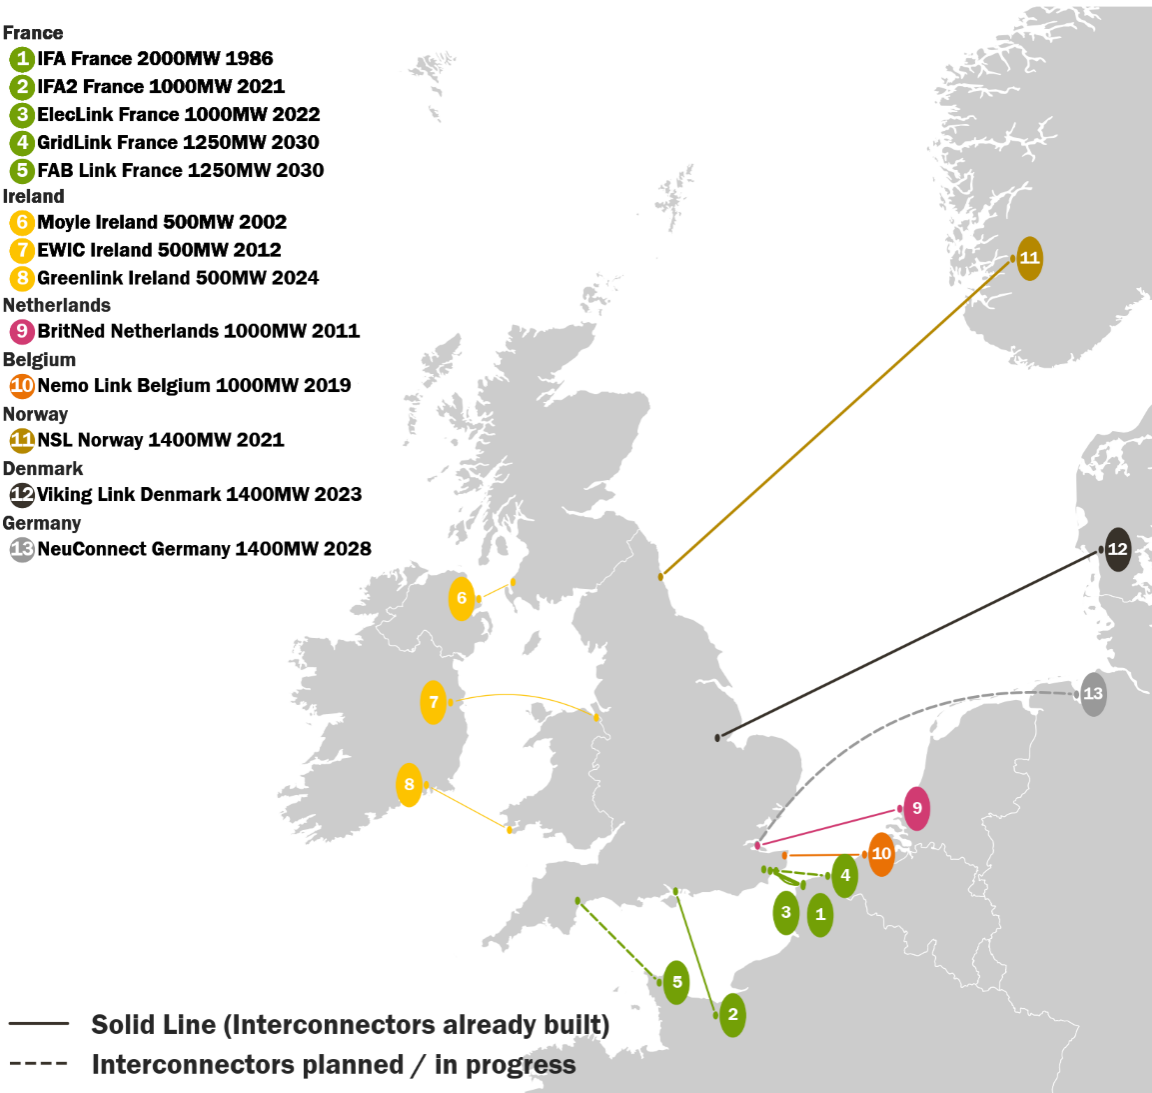 France
1 IFA France 2000MW 1986
2 IFA2 France 1000MW 2021
3 ElecLink France 1000MW 2022
4 GridLink France 1250MW 2030
5 FAB Link France 1250MW 2030
Ireland
6 Moyle Ireland 500MW 2002
7 EWIC Ireland 500MW 2012
8 Greenlink Ireland 500MW 2024
Netherlands
9 BritNed Netherlands 1000MW 2011
Belgium
10 Nemo Link Belgium 1000MW 2019
Norway
11 NSL Norway 1400MW 2021
Denmark
12 Viking Link Denmark 1400MW 2023
Germany
13 NeuConnect Germany 1400MW 2028
11
12
6
13
7
8
9
10
4
3
1
5
2
Solid Line (Interconnectors already built)
Interconnectors planned / in progress